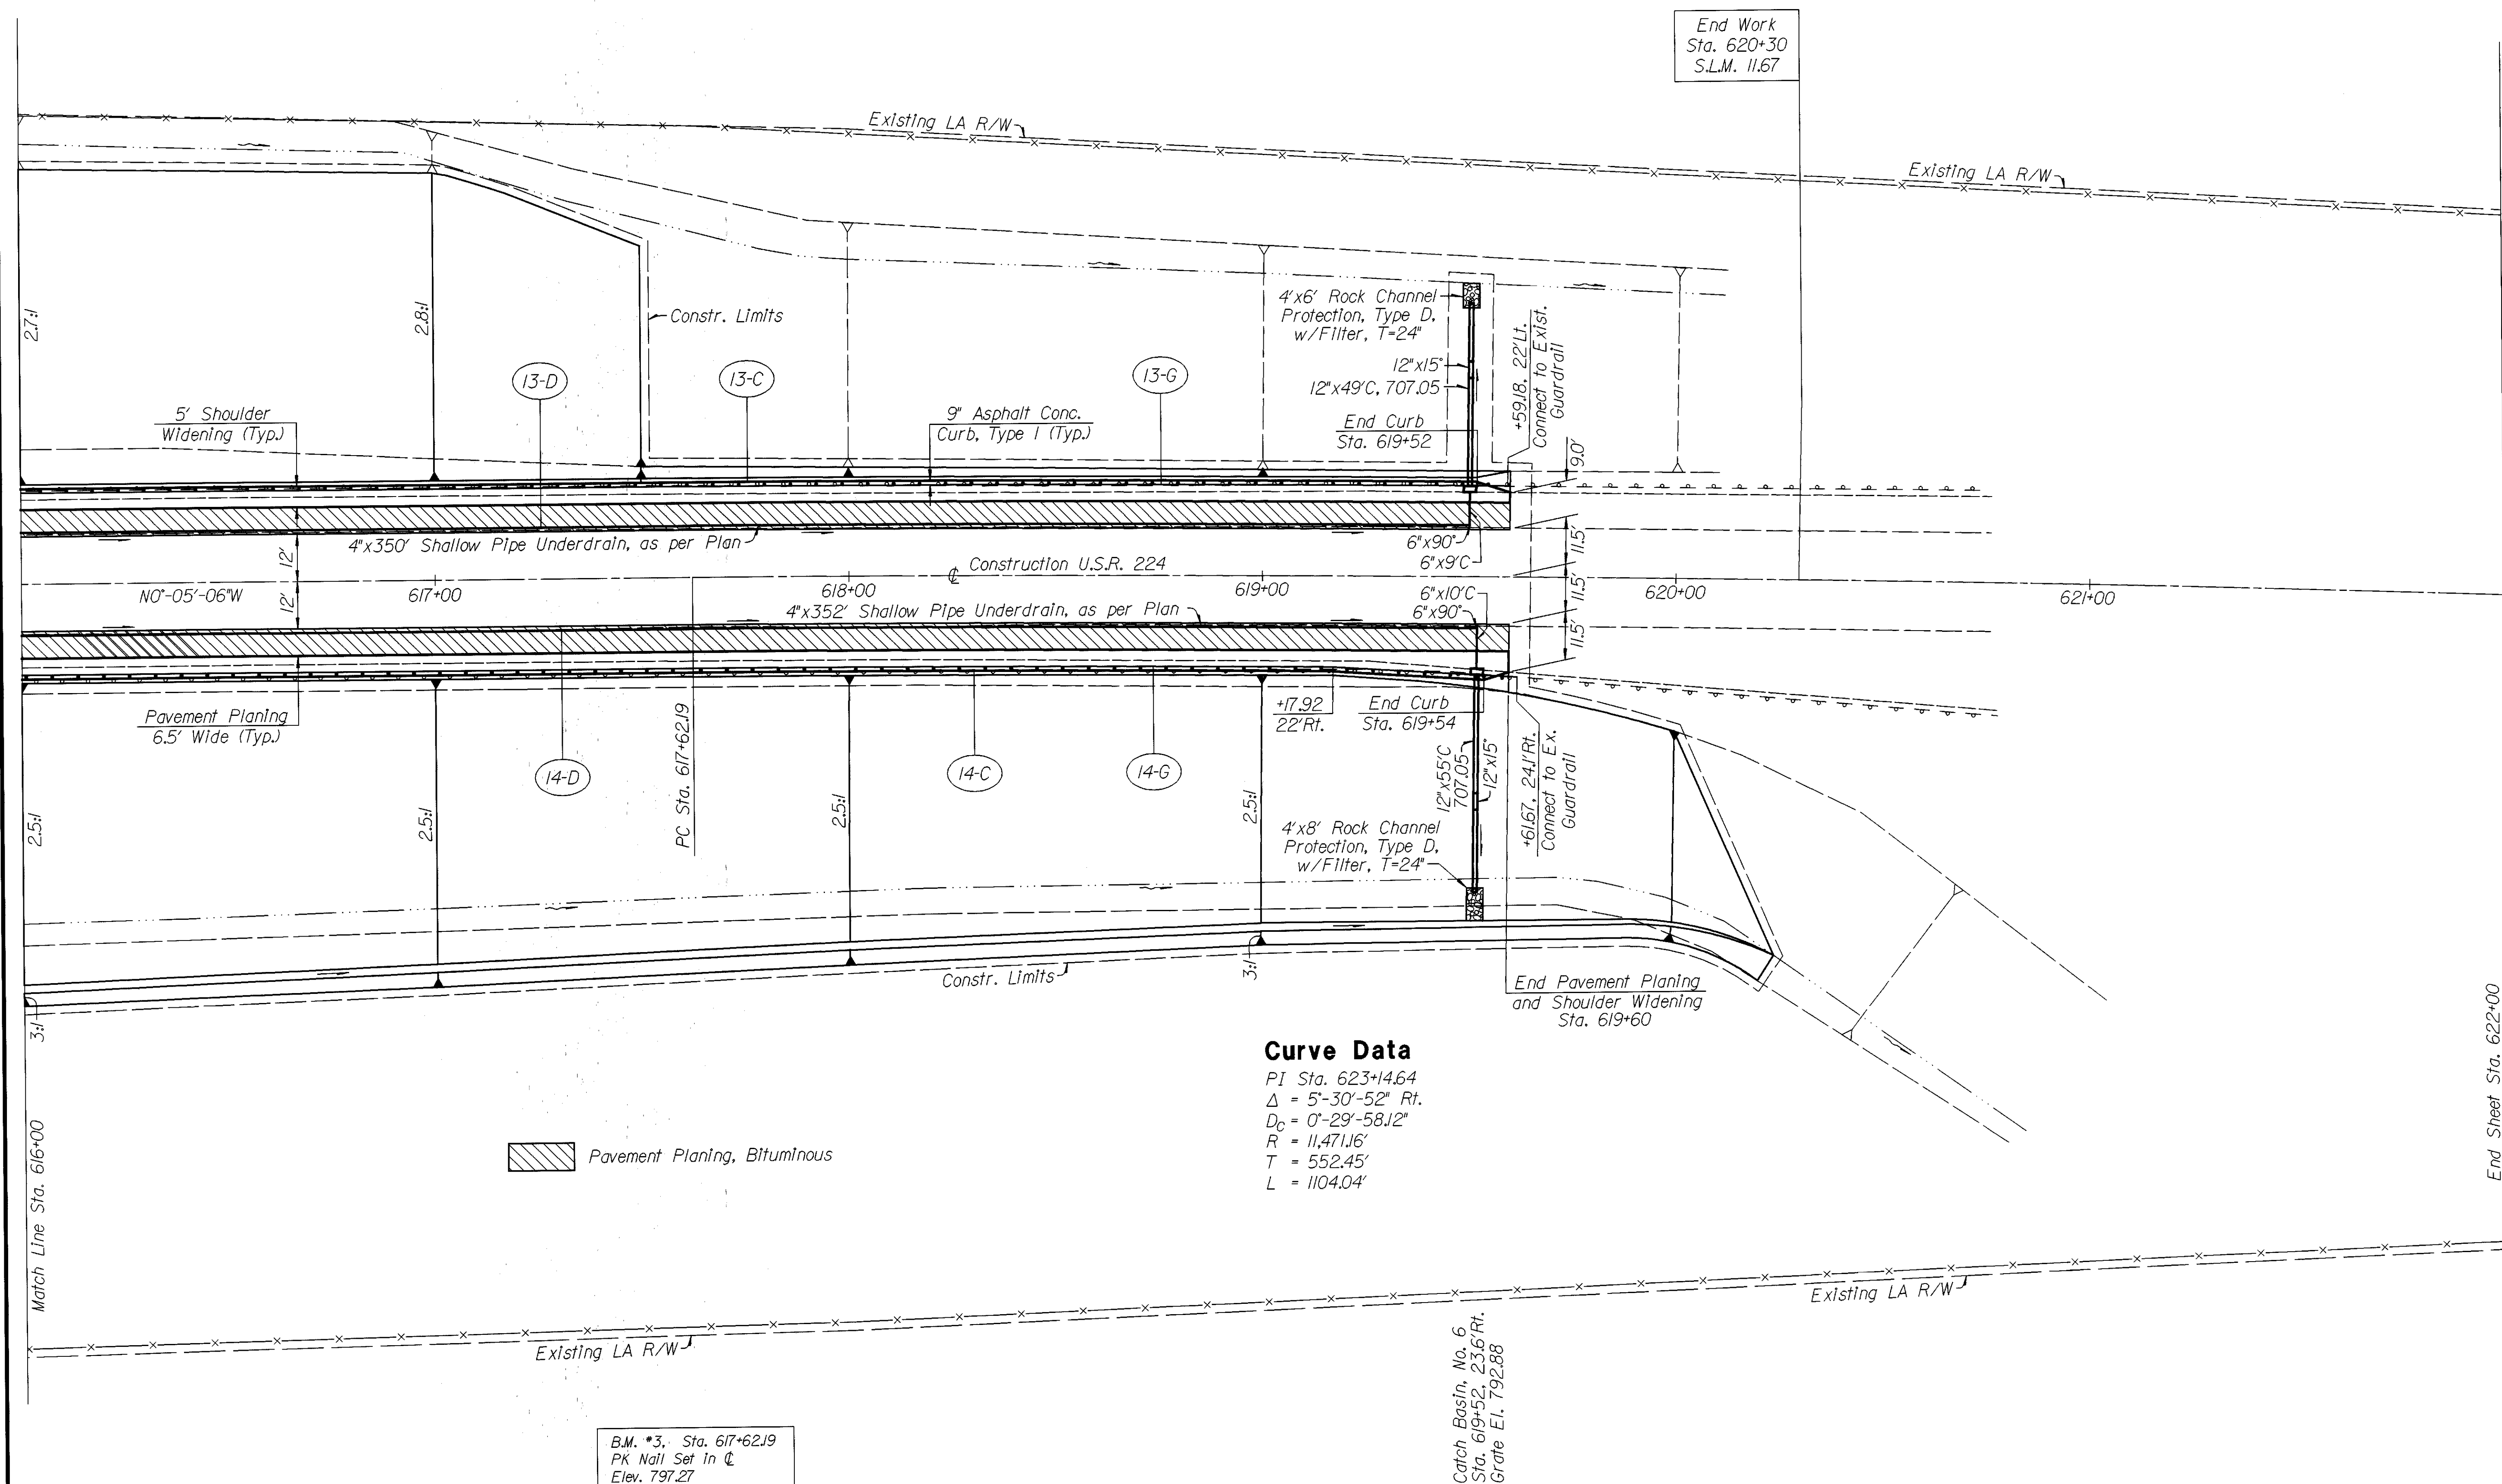 End Work
Sta. 620+30
S.L.M. 11.67
Existing LA R/W
Existing LA R/W
2.7:1
2.8:1
Constr. Limits
4'x6' Rock Channel
Protection, Type D,
w/Filter, T=24"
12"x15°
12"x49'C, 707.05
+59.18. 22'Lt.
Connect to Exist.
Guardrail
13-D
13-C
13-G
5' Shoulder
Widening (Typ.)
9" Asphalt Conc.
Curb, Type 1 (Typ.)
End Curb
Sta. 619+52
9.0'
4"x350' Shallow Pipe Underdrain, as per Plan
6"x90°
6"x9'C
11.5'
12'
℄ Construction U.S.R. 224
N0°-05'-06"W
617+00
618+00
619+00
620+00
621+00
12'
4"x352' Shallow Pipe Underdrain, as per Plan
6"x10'C
6"x90°
11.5'
11.5'
Pavement Planing
6.5' Wide (Typ.)
14-D
PC Sta. 617+62.19
14-C
14-G
+17.92
22'Rt.
End Curb
Sta. 619+54
12"x55'C
707.05
12"x15°
+61.67, 24.1'Rt.
Connect to Ex.
Guardrail
2.5:1
2.5:1
2.5:1
2.5:1
4'x8' Rock Channel
Protection, Type D,
w/Filter, T=24"
3:1
3:1
Constr. Limits
End Pavement Planing
and Shoulder Widening
Sta. 619+60
Match Line Sta. 616+00
End Sheet Sta. 622+00
Curve Data
PI Sta. 623+14.64
Δ = 5°-30'-52" Rt.
Dc = 0°-29'-58.12"
R = 11,471.16'
T = 552.45'
L = 1104.04'
Pavement Planing, Bituminous
Existing LA R/W
Existing LA R/W
Catch Basin, No. 6
Sta. 619+52, 23.6'Rt.
Grate El. 792.88
B.M. #3, Sta. 617+62.19
PK Nail Set in ℄
Elev. 797.27